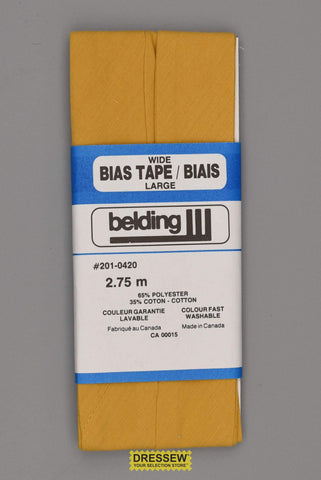 WIDE
BIAS TAPE / BIAIS
LARGE
belding
#201-0420
2.75 m
65% POLYESTER
35% COTON - COTTON
COULEUR GARANTIE COLOUR FAST
LAVABLE WASHABLE
Fabriqué au Canada Made in Canada
CA 00015
DRESSEW
YOUR SELECTION STORE